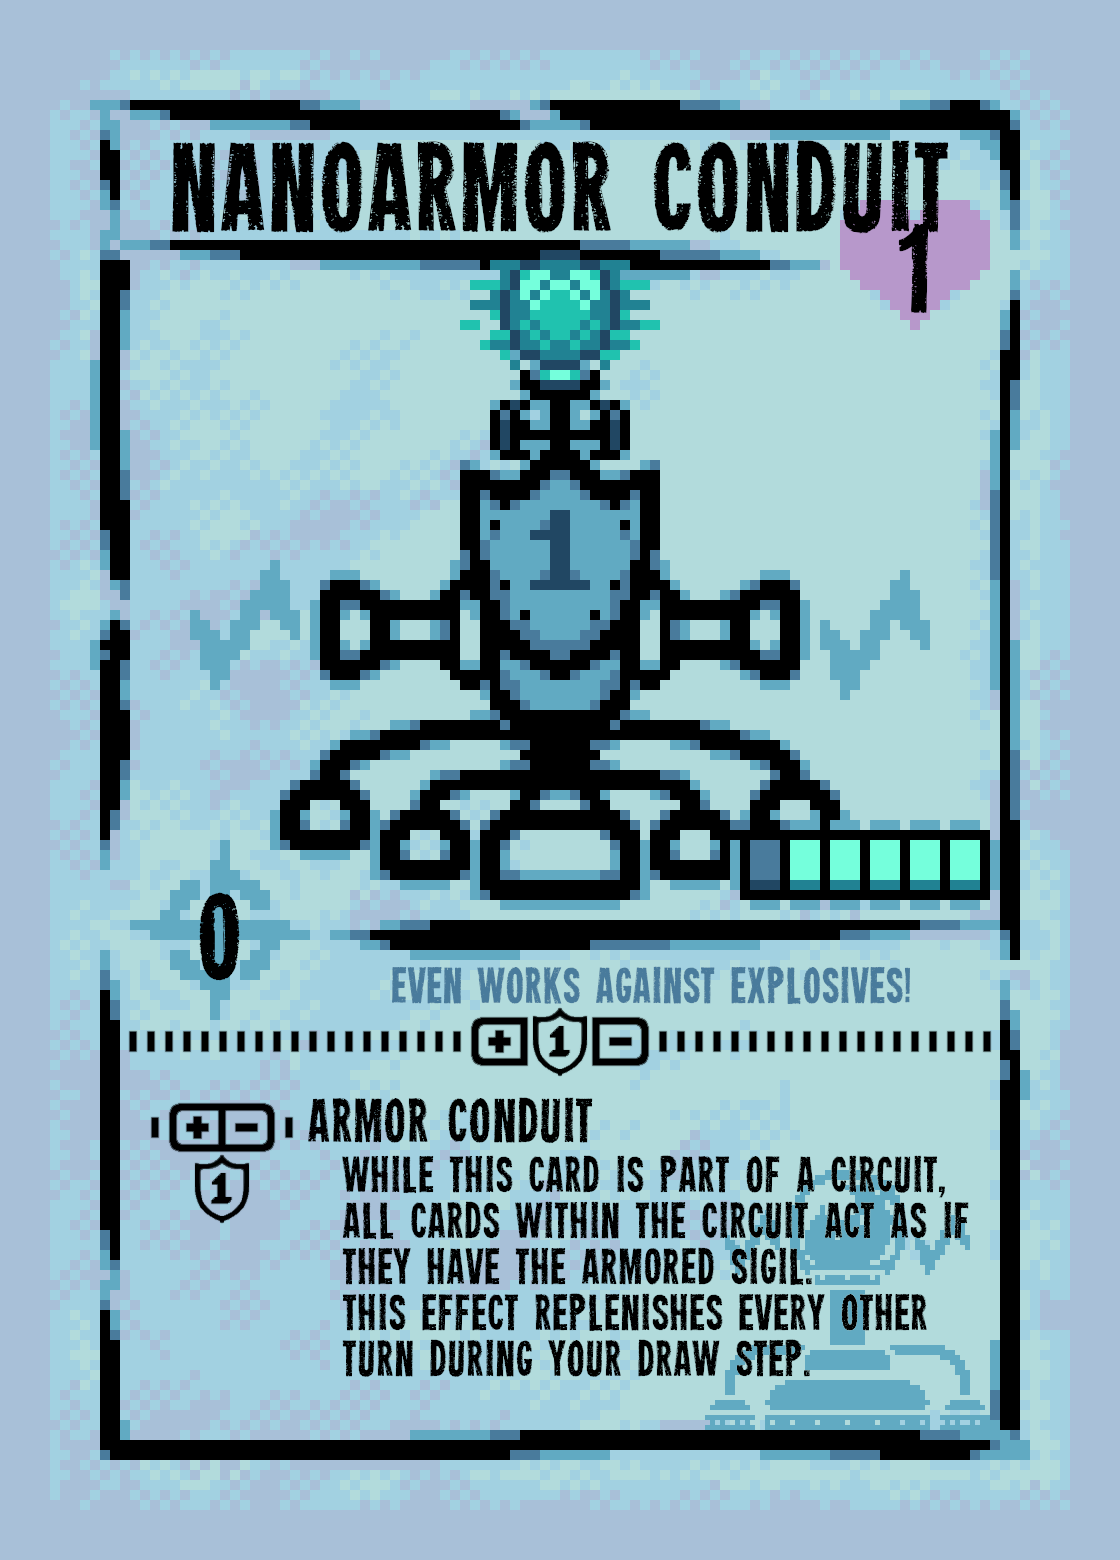 NANOARMOR CONDUIT
1
1
0
EVEN WORKS AGAINST EXPLOSIVES!
+ 1 -
+ - ARMOR CONDUIT
1
WHILE THIS CARD IS PART OF A CIRCUIT,
ALL CARDS WITHIN THE CIRCUIT ACT AS IF
THEY HAVE THE ARMORED SIGIL.
THIS EFFECT REPLENISHES EVERY OTHER
TURN DURING YOUR DRAW STEP.